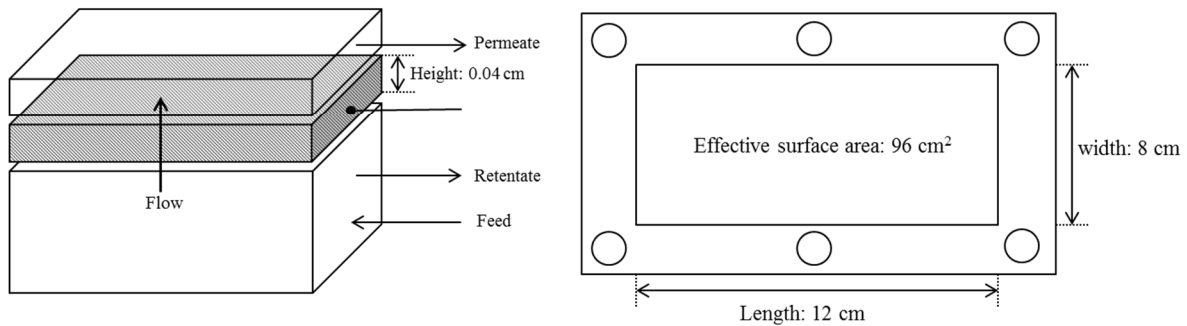 Permeate
Height: 0.04 cm
Retentate
Flow
Feed
Effective surface area: 96 cm²
width: 8 cm
Length: 12 cm